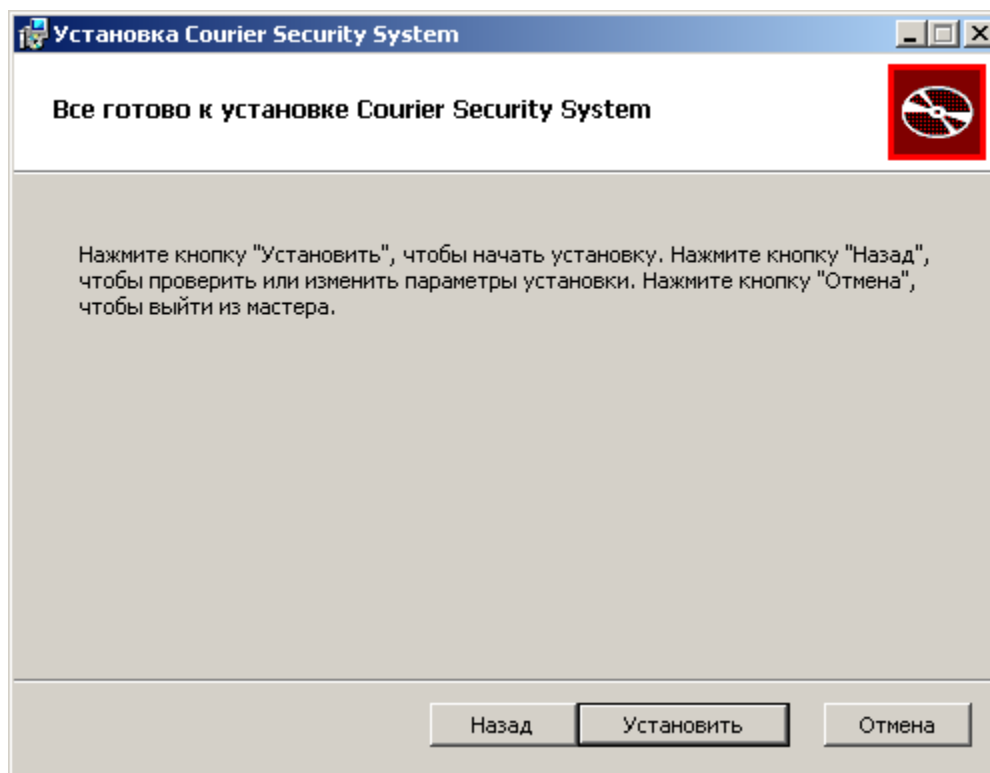 Установка Courier Security System
Все готово к установке Courier Security System
Нажмите кнопку "Установить", чтобы начать установку. Нажмите кнопку "Назад",
чтобы проверить или изменить параметры установки. Нажмите кнопку "Отмена",
чтобы выйти из мастера.
Назад Установить Отмена